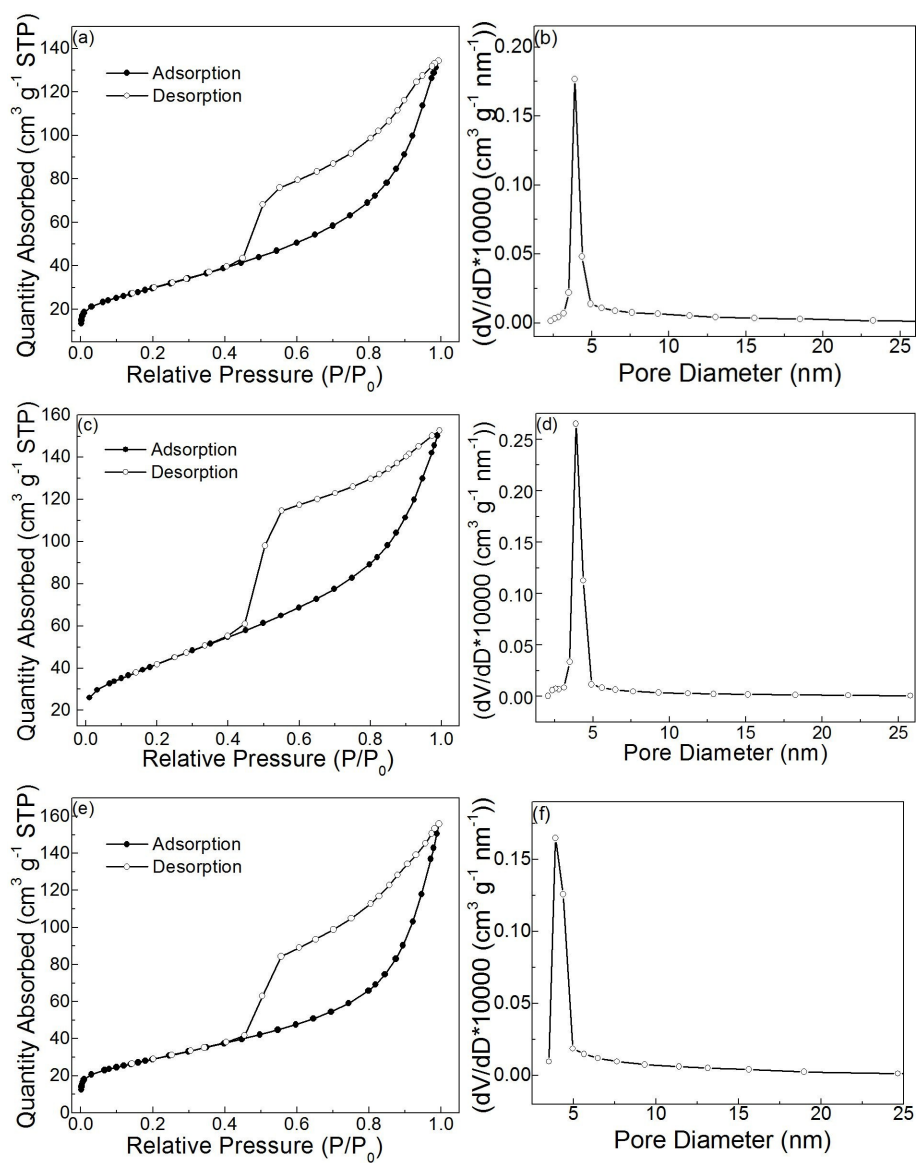 (a)
Adsorption
Desorption
Quantity Absorbed (cm³ g⁻¹ STP)
140
120
100
80
60
40
20
0.0 0.2 0.4 0.6 0.8 1.0
Relative Pressure (P/P₀)
(b)
(dV/dD*10000 (cm³ g⁻¹ nm⁻¹))
0.20
0.15
0.10
0.05
0.00
5 10 15 20 25
Pore Diameter (nm)
(c)
Adsorption
Desorption
Quantity Absorbed (cm³ g⁻¹ STP)
160
140
120
100
80
60
40
20
0.0 0.2 0.4 0.6 0.8 1.0
Relative Pressure (P/P₀)
(d)
(dV/dD*10000 (cm³ g⁻¹ nm⁻¹))
0.25
0.20
0.15
0.10
0.05
0.00
5 10 15 20 25
Pore Diameter (nm)
(e)
Adsorption
Desorption
Quantity Absorbed (cm³ g⁻¹ STP)
160
140
120
100
80
60
40
20
0
0.0 0.2 0.4 0.6 0.8 1.0
Relative Pressure (P/P₀)
(f)
(dV/dD*10000 (cm³ g⁻¹ nm⁻¹))
0.15
0.10
0.05
0.00
5 10 15 20 25
Pore Diameter (nm)